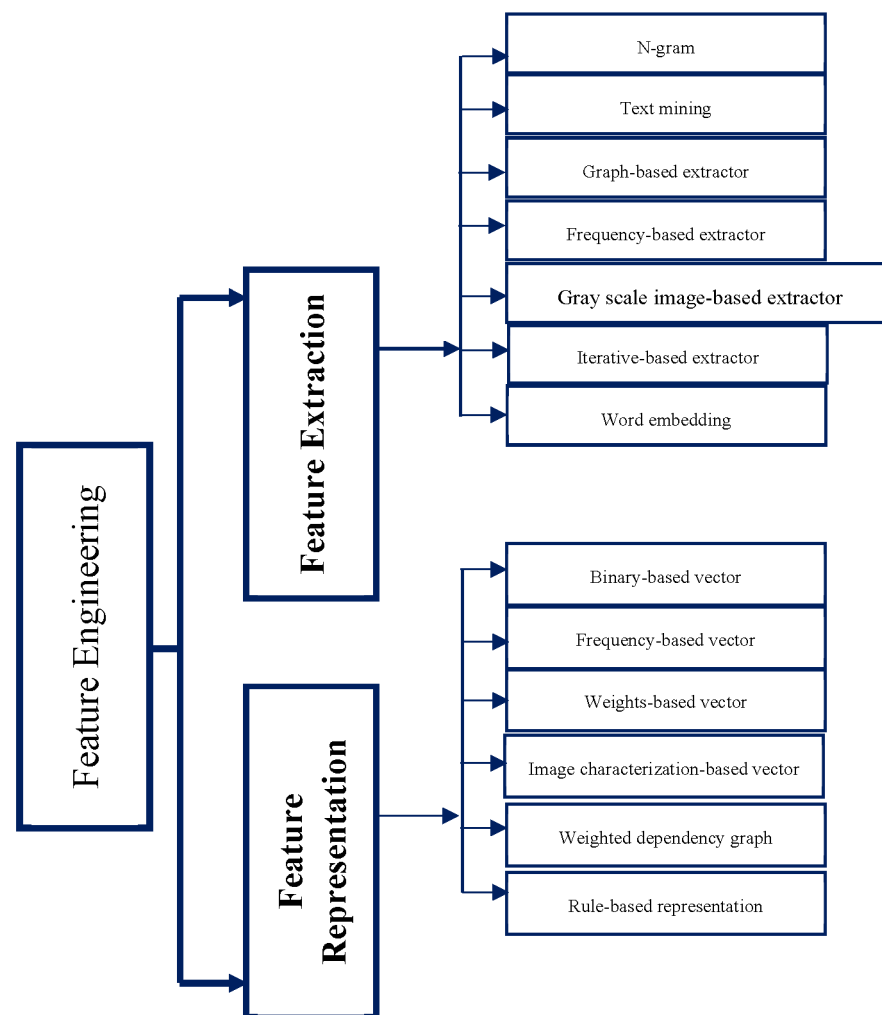 Feature Engineering
Feature Extraction
N-gram
Text mining
Graph-based extractor
Frequency-based extractor
Gray scale image-based extractor
Iterative-based extractor
Word embedding
Feature
Representation
Binary-based vector
Frequency-based vector
Weights-based vector
Image characterization-based vector
Weighted dependency graph
Rule-based representation